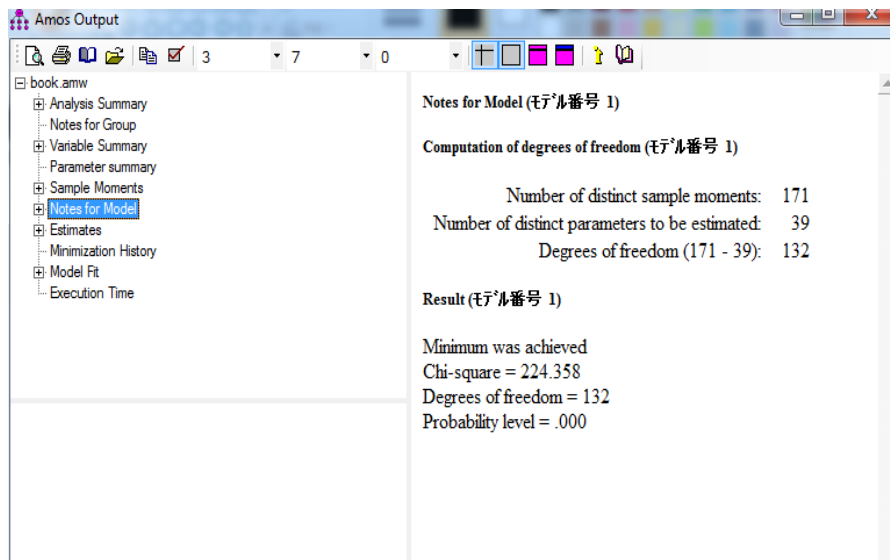 Amos Output
3 7 0
book.amw
Analysis Summary
Notes for Group
Variable Summary
Parameter summary
Sample Moments
Notes for Model
Estimates
Minimization History
Model Fit
Execution Time
Notes for Model (ﾓﾃﾞﾙ番号 1)
Computation of degrees of freedom (ﾓﾃﾞﾙ番号 1)
Number of distinct sample moments: 171
Number of distinct parameters to be estimated: 39
Degrees of freedom (171 - 39): 132
Result (ﾓﾃﾞﾙ番号 1)
Minimum was achieved
Chi-square = 224.358
Degrees of freedom = 132
Probability level = .000